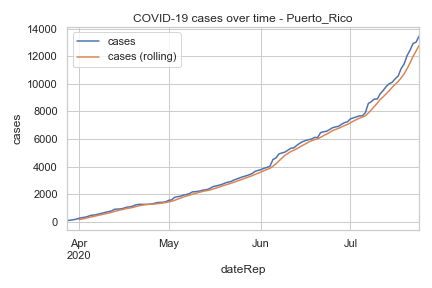 COVID-19 cases over time - Puerto_Rico
cases
cases (rolling)
14000
12000
10000
8000
6000
4000
2000
0
cases
Apr
2020
May
Jun
Jul
dateRep